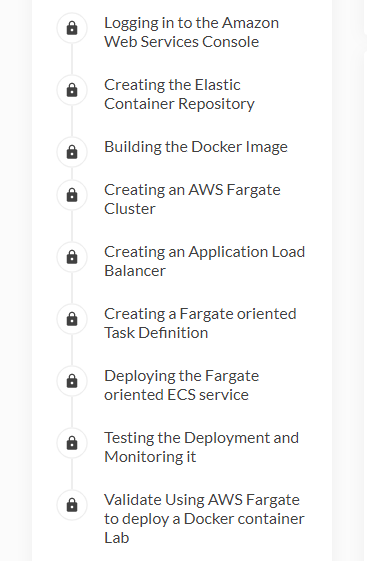 Logging in to the Amazon
Web Services Console
Creating the Elastic
Container Repository
Building the Docker Image
Creating an AWS Fargate
Cluster
Creating an Application Load
Balancer
Creating a Fargate oriented
Task Definition
Deploying the Fargate
oriented ECS service
Testing the Deployment and
Monitoring it
Validate Using AWS Fargate
to deploy a Docker container
Lab